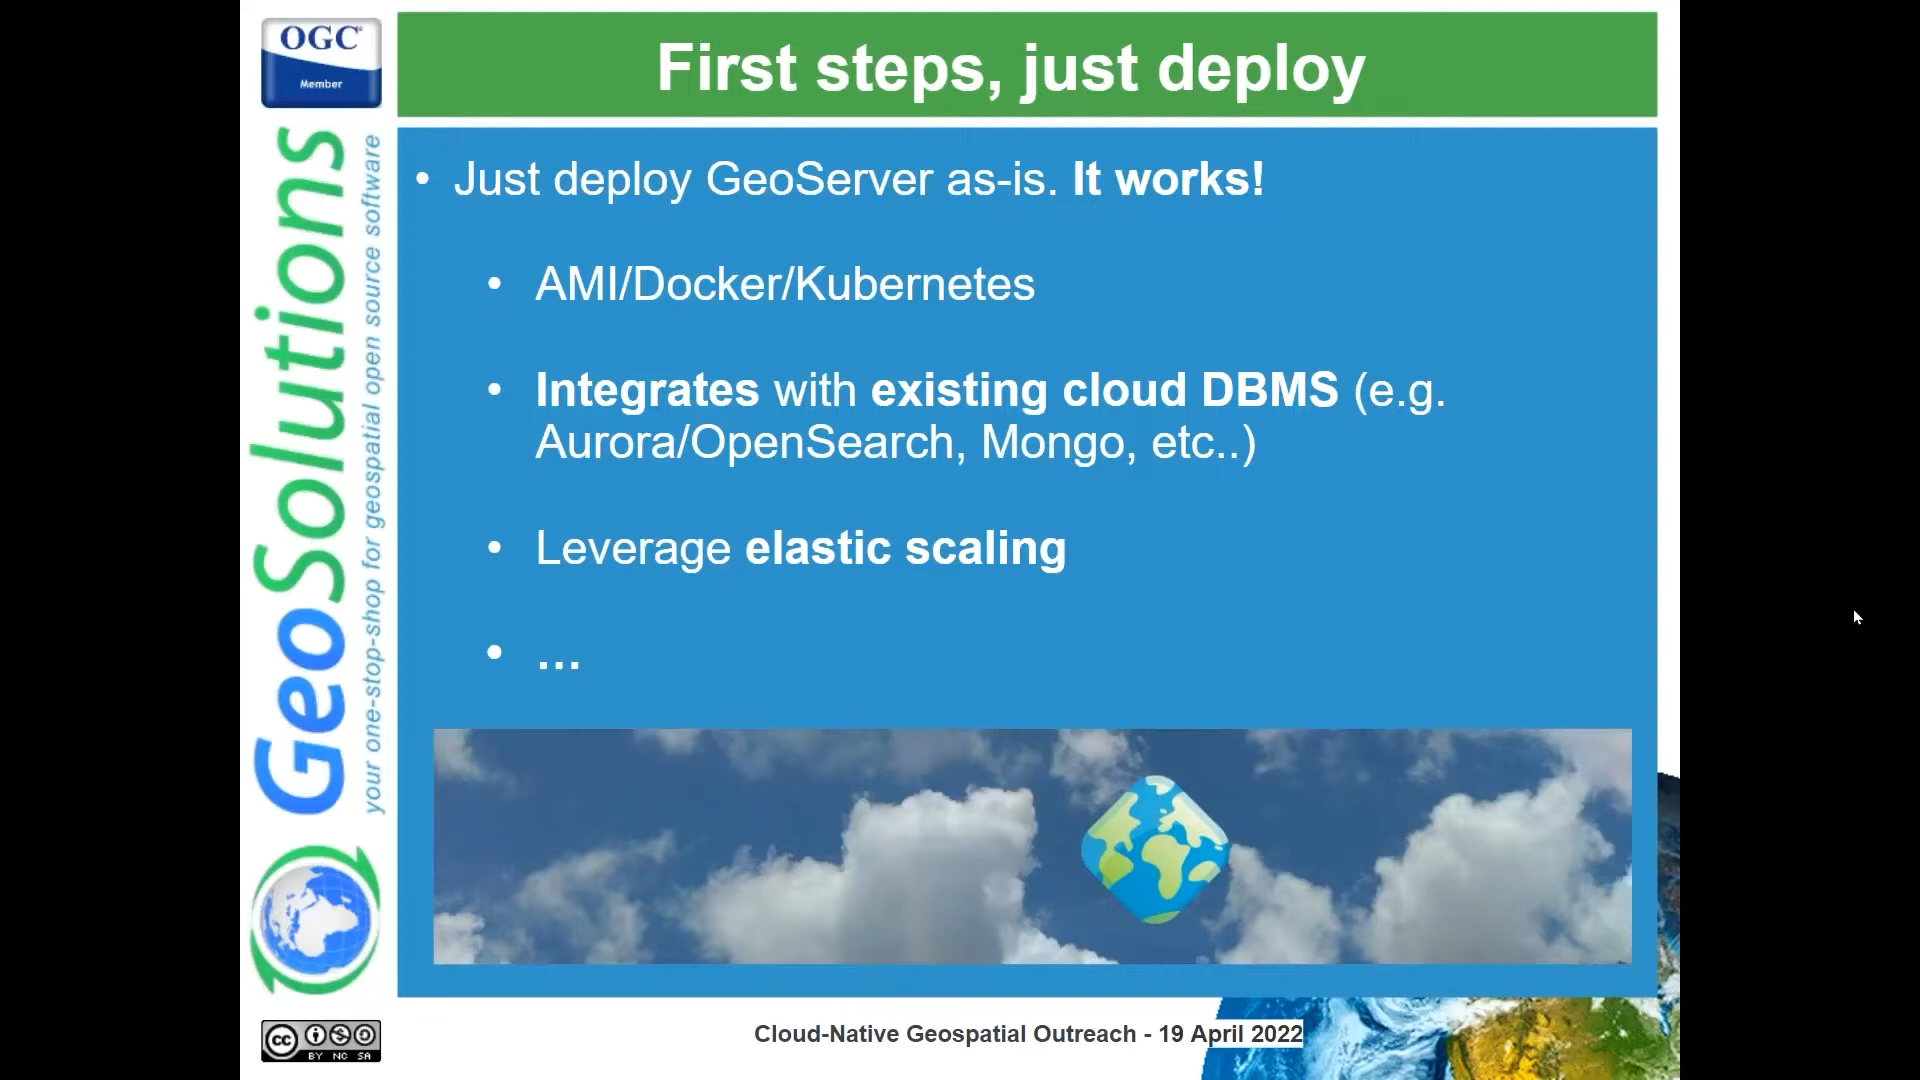 OGC®
Member
First steps, just deploy
GeoSolutions
your one-stop-shop for geospatial open source software
• Just deploy GeoServer as-is. It works!
• AMI/Docker/Kubernetes
• Integrates with existing cloud DBMS (e.g.
Aurora/OpenSearch, Mongo, etc..)
• Leverage elastic scaling
• ...
cc
BY NC SA
Cloud-Native Geospatial Outreach - 19 April 2022